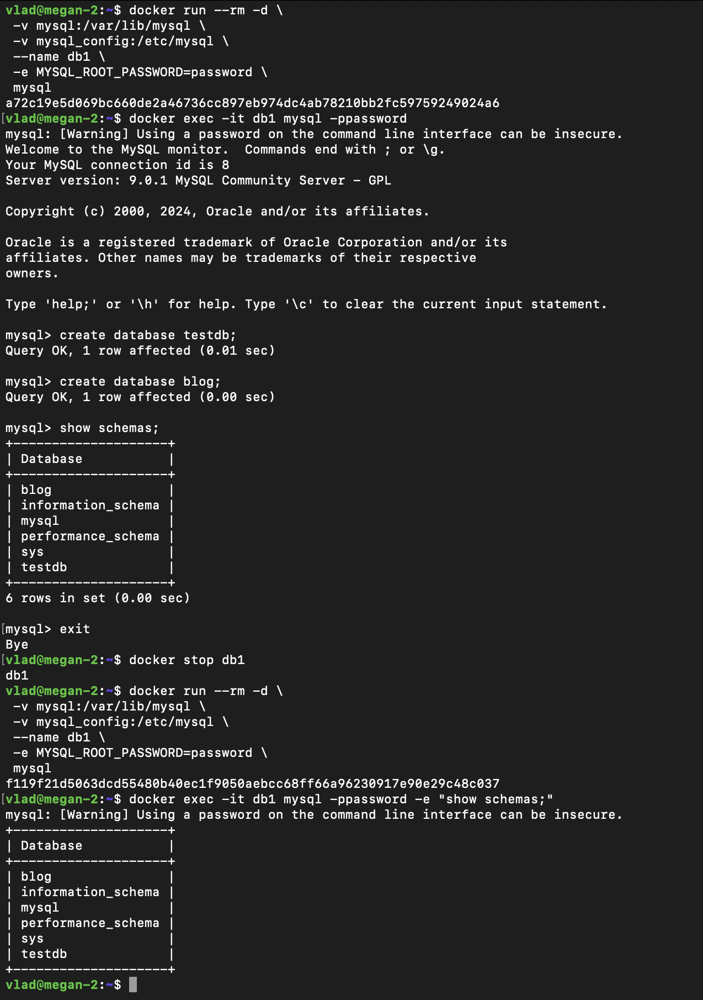 vlad@megan-2:~$ docker run --rm -d \
 -v mysql:/var/lib/mysql \
 -v mysql_config:/etc/mysql \
 --name db1 \
 -e MYSQL_ROOT_PASSWORD=password \
 mysql
a72c19e5d069bc660de2a46736cc897eb974dc4ab78210bb2fc59759249024a6
[vlad@megan-2:~$ docker exec -it db1 mysql -ppassword
mysql: [Warning] Using a password on the command line interface can be insecure.
Welcome to the MySQL monitor.  Commands end with ; or \g.
Your MySQL connection id is 8
Server version: 9.0.1 MySQL Community Server - GPL

Copyright (c) 2000, 2024, Oracle and/or its affiliates.

Oracle is a registered trademark of Oracle Corporation and/or its
affiliates. Other names may be trademarks of their respective
owners.

Type 'help;' or '\h' for help. Type '\c' to clear the current input statement.

mysql> create database testdb;
Query OK, 1 row affected (0.01 sec)

mysql> create database blog;
Query OK, 1 row affected (0.00 sec)

mysql> show schemas;
+--------------------+
| Database           |
+--------------------+
| blog               |
| information_schema |
| mysql              |
| performance_schema |
| sys                |
| testdb             |
+--------------------+
6 rows in set (0.00 sec)

[mysql> exit
Bye
[vlad@megan-2:~$ docker stop db1
db1
vlad@megan-2:~$ docker run --rm -d \
 -v mysql:/var/lib/mysql \
 -v mysql_config:/etc/mysql \
 --name db1 \
 -e MYSQL_ROOT_PASSWORD=password \
 mysql
f119f21d5063dcd55480b40ec1f9050aebcc68ff66a96230917e90e29c48c037
[vlad@megan-2:~$ docker exec -it db1 mysql -ppassword -e "show schemas;"
mysql: [Warning] Using a password on the command line interface can be insecure.
+--------------------+
| Database           |
+--------------------+
| blog               |
| information_schema |
| mysql              |
| performance_schema |
| sys                |
| testdb             |
+--------------------+
vlad@megan-2:~$